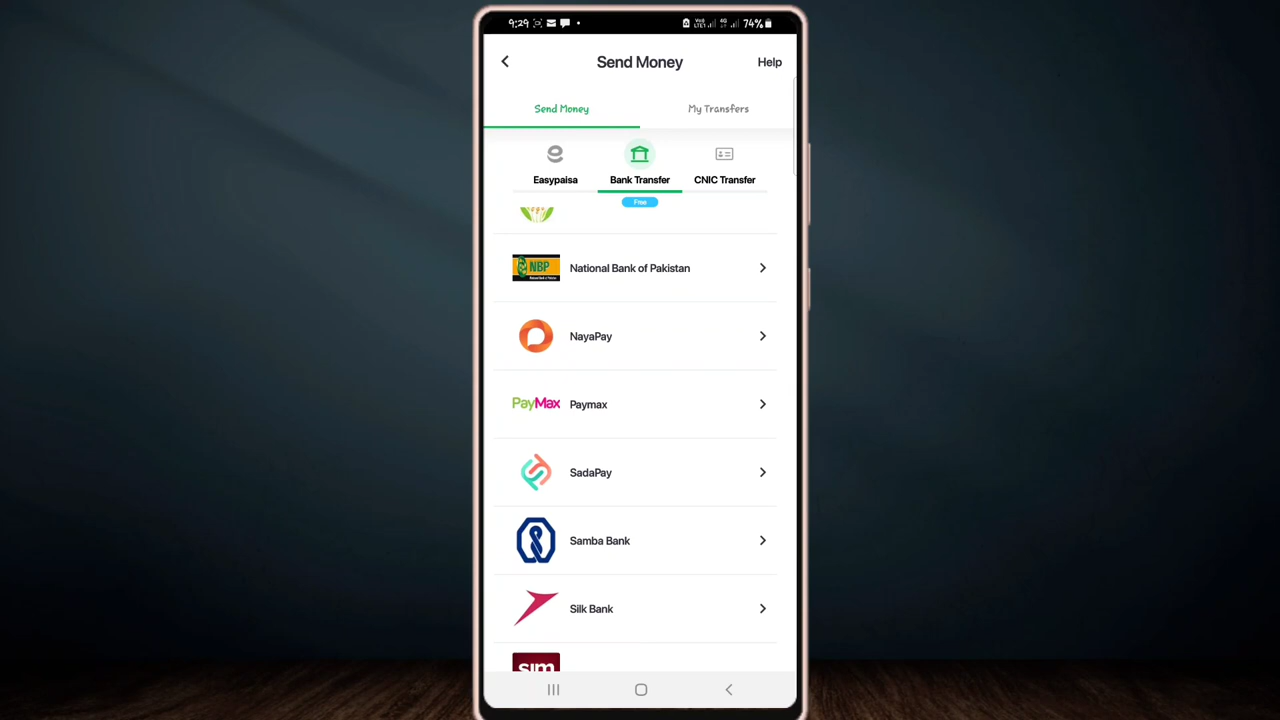 9:29 74%
Send Money Help
Send Money My Transfers
Easypaisa Bank Transfer CNIC Transfer
Free
NBP National Bank of Pakistan
NayaPay
PayMax Paymax
SadaPay
Samba Bank
Silk Bank
sım